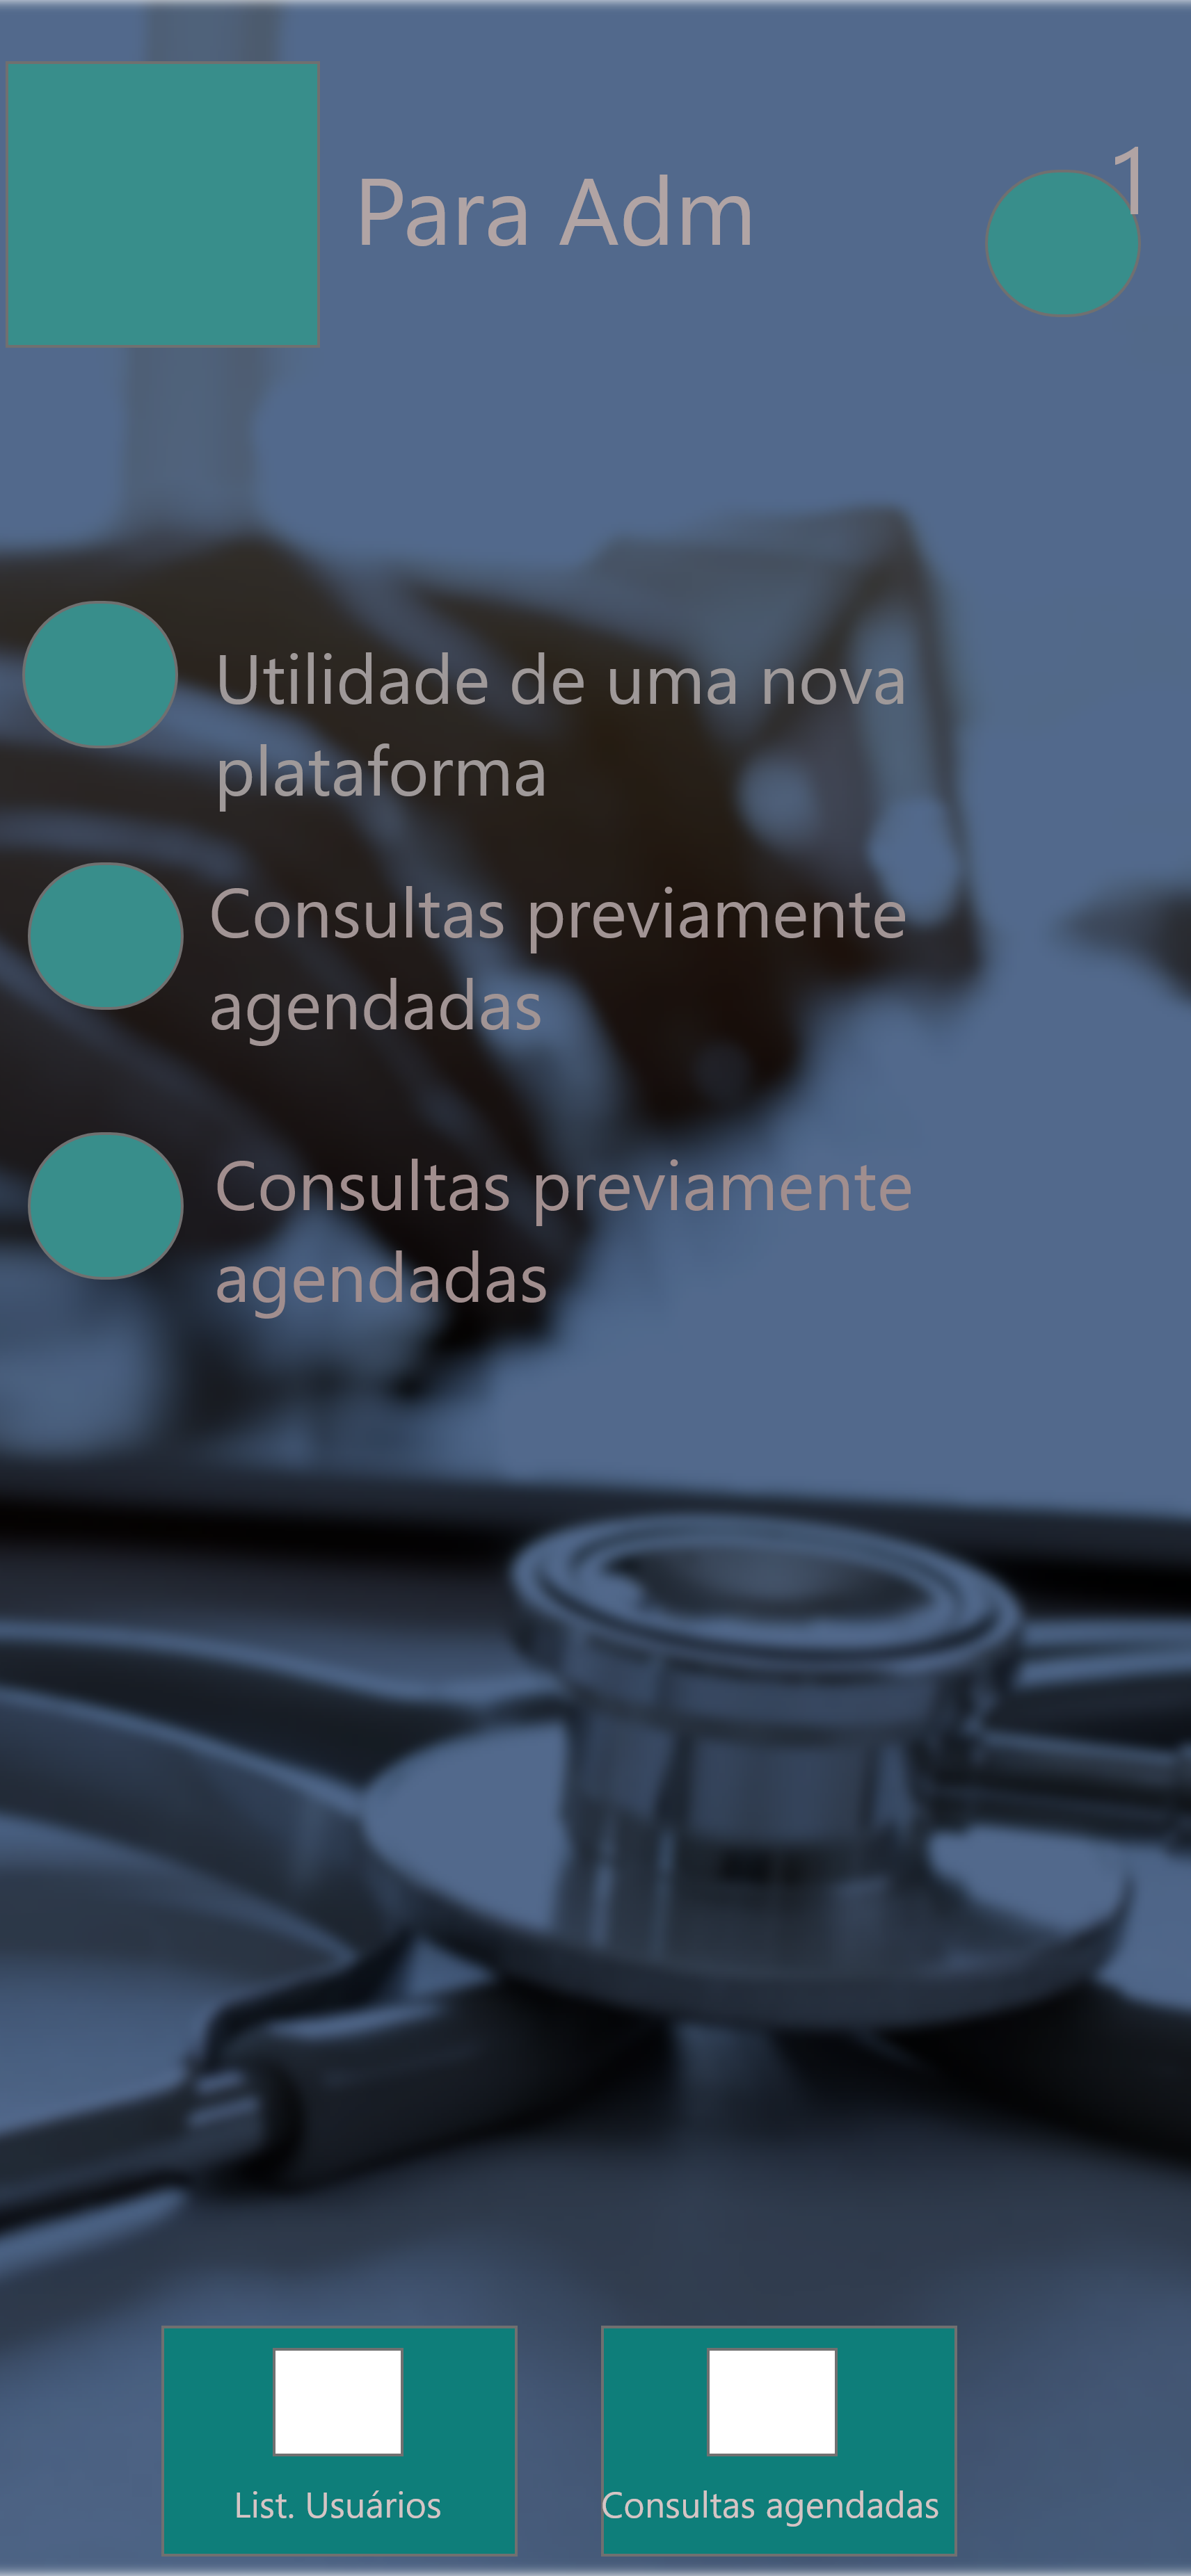 Para Adm
1
Utilidade de uma nova
plataforma
Consultas previamente
agendadas
Consultas previamente
agendadas
List. Usuários
Consultas agendadas